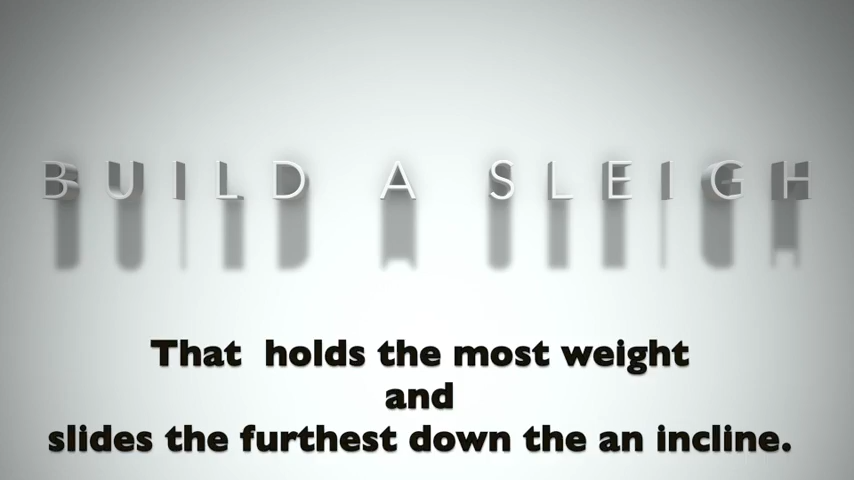 BUILD A SLEIGH
That holds the most weight
and
slides the furthest down the an incline.